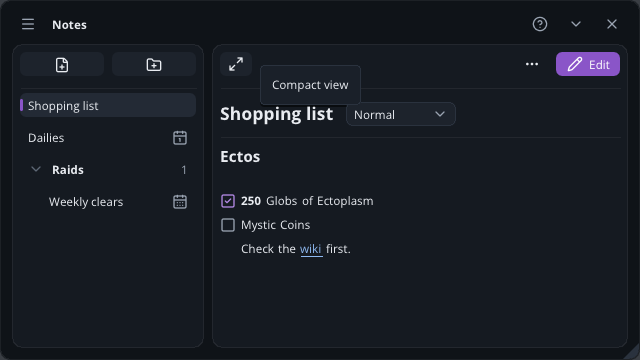 Notes
Edit
Compact view
Shopping list
Dailies
Raids 1
Weekly clears
Shopping list Normal
Ectos
250 Globs of Ectoplasm
Mystic Coins
Check the wiki first.